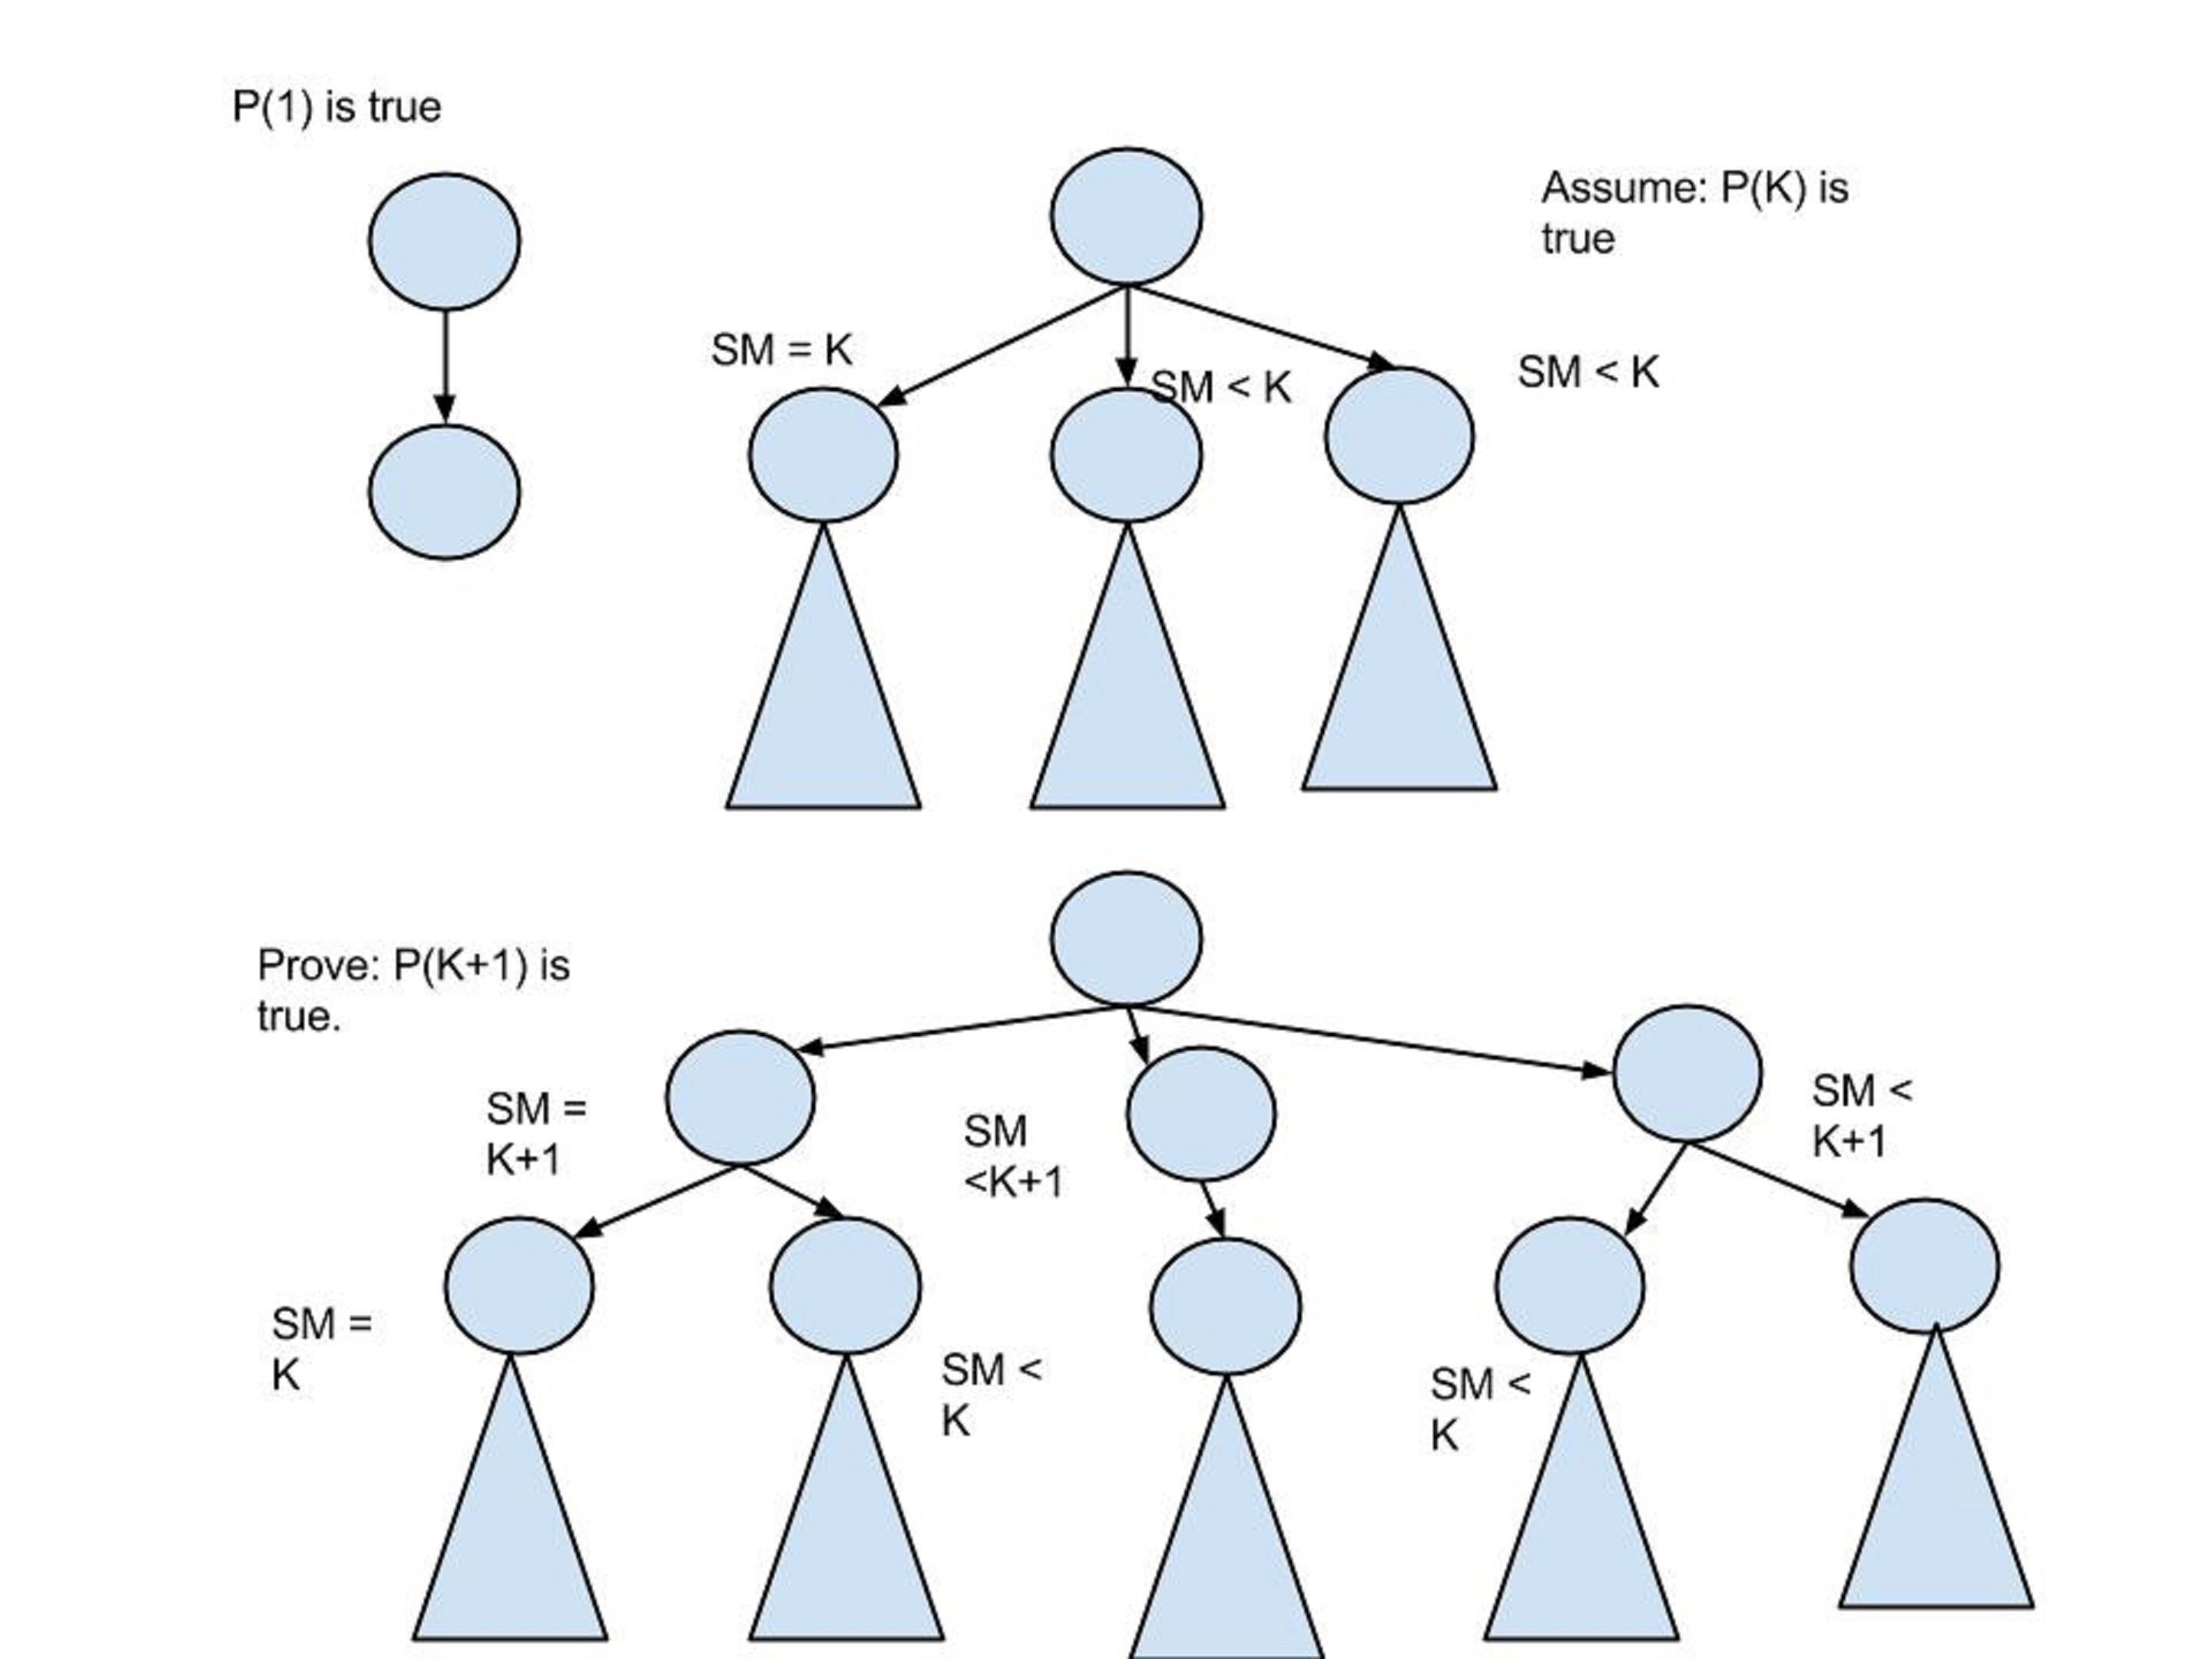 P(1) is true
Assume: P(K) is
true
SM = K
SM < K
SM < K
Prove: P(K+1) is
true.
SM =
K+1
SM
<K+1
SM <
K+1
SM =
K
SM <
K
SM <
K